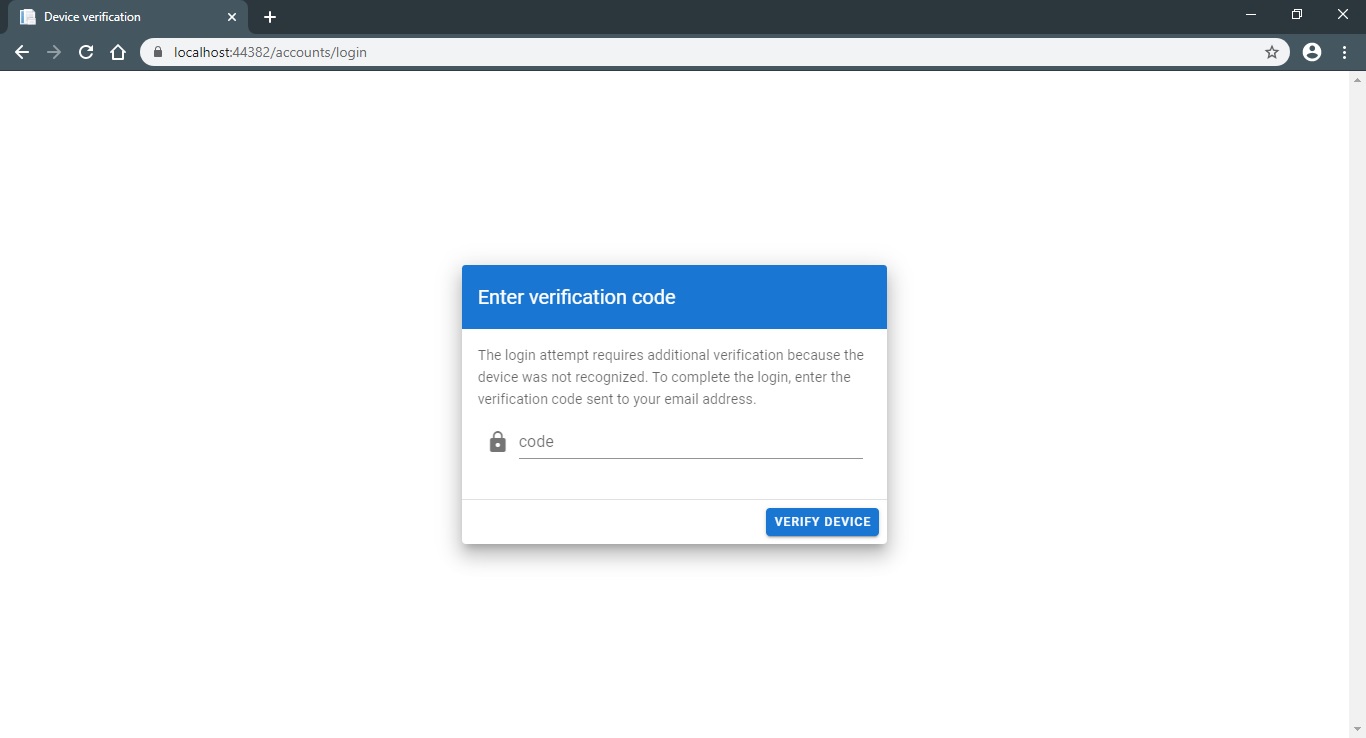 Device verification
localhost:44382/accounts/login
Enter verification code
The login attempt requires additional verification because the
device was not recognized. To complete the login, enter the
verification code sent to your email address.
code
VERIFY DEVICE